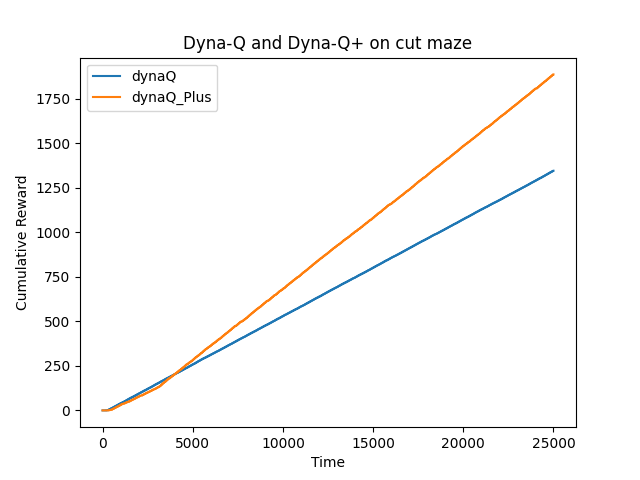 Dyna-Q and Dyna-Q+ on cut maze
dynaQ
dynaQ_Plus
Cumulative Reward
1750
1500
1250
1000
750
500
250
0
0 5000 10000 15000 20000 25000
Time